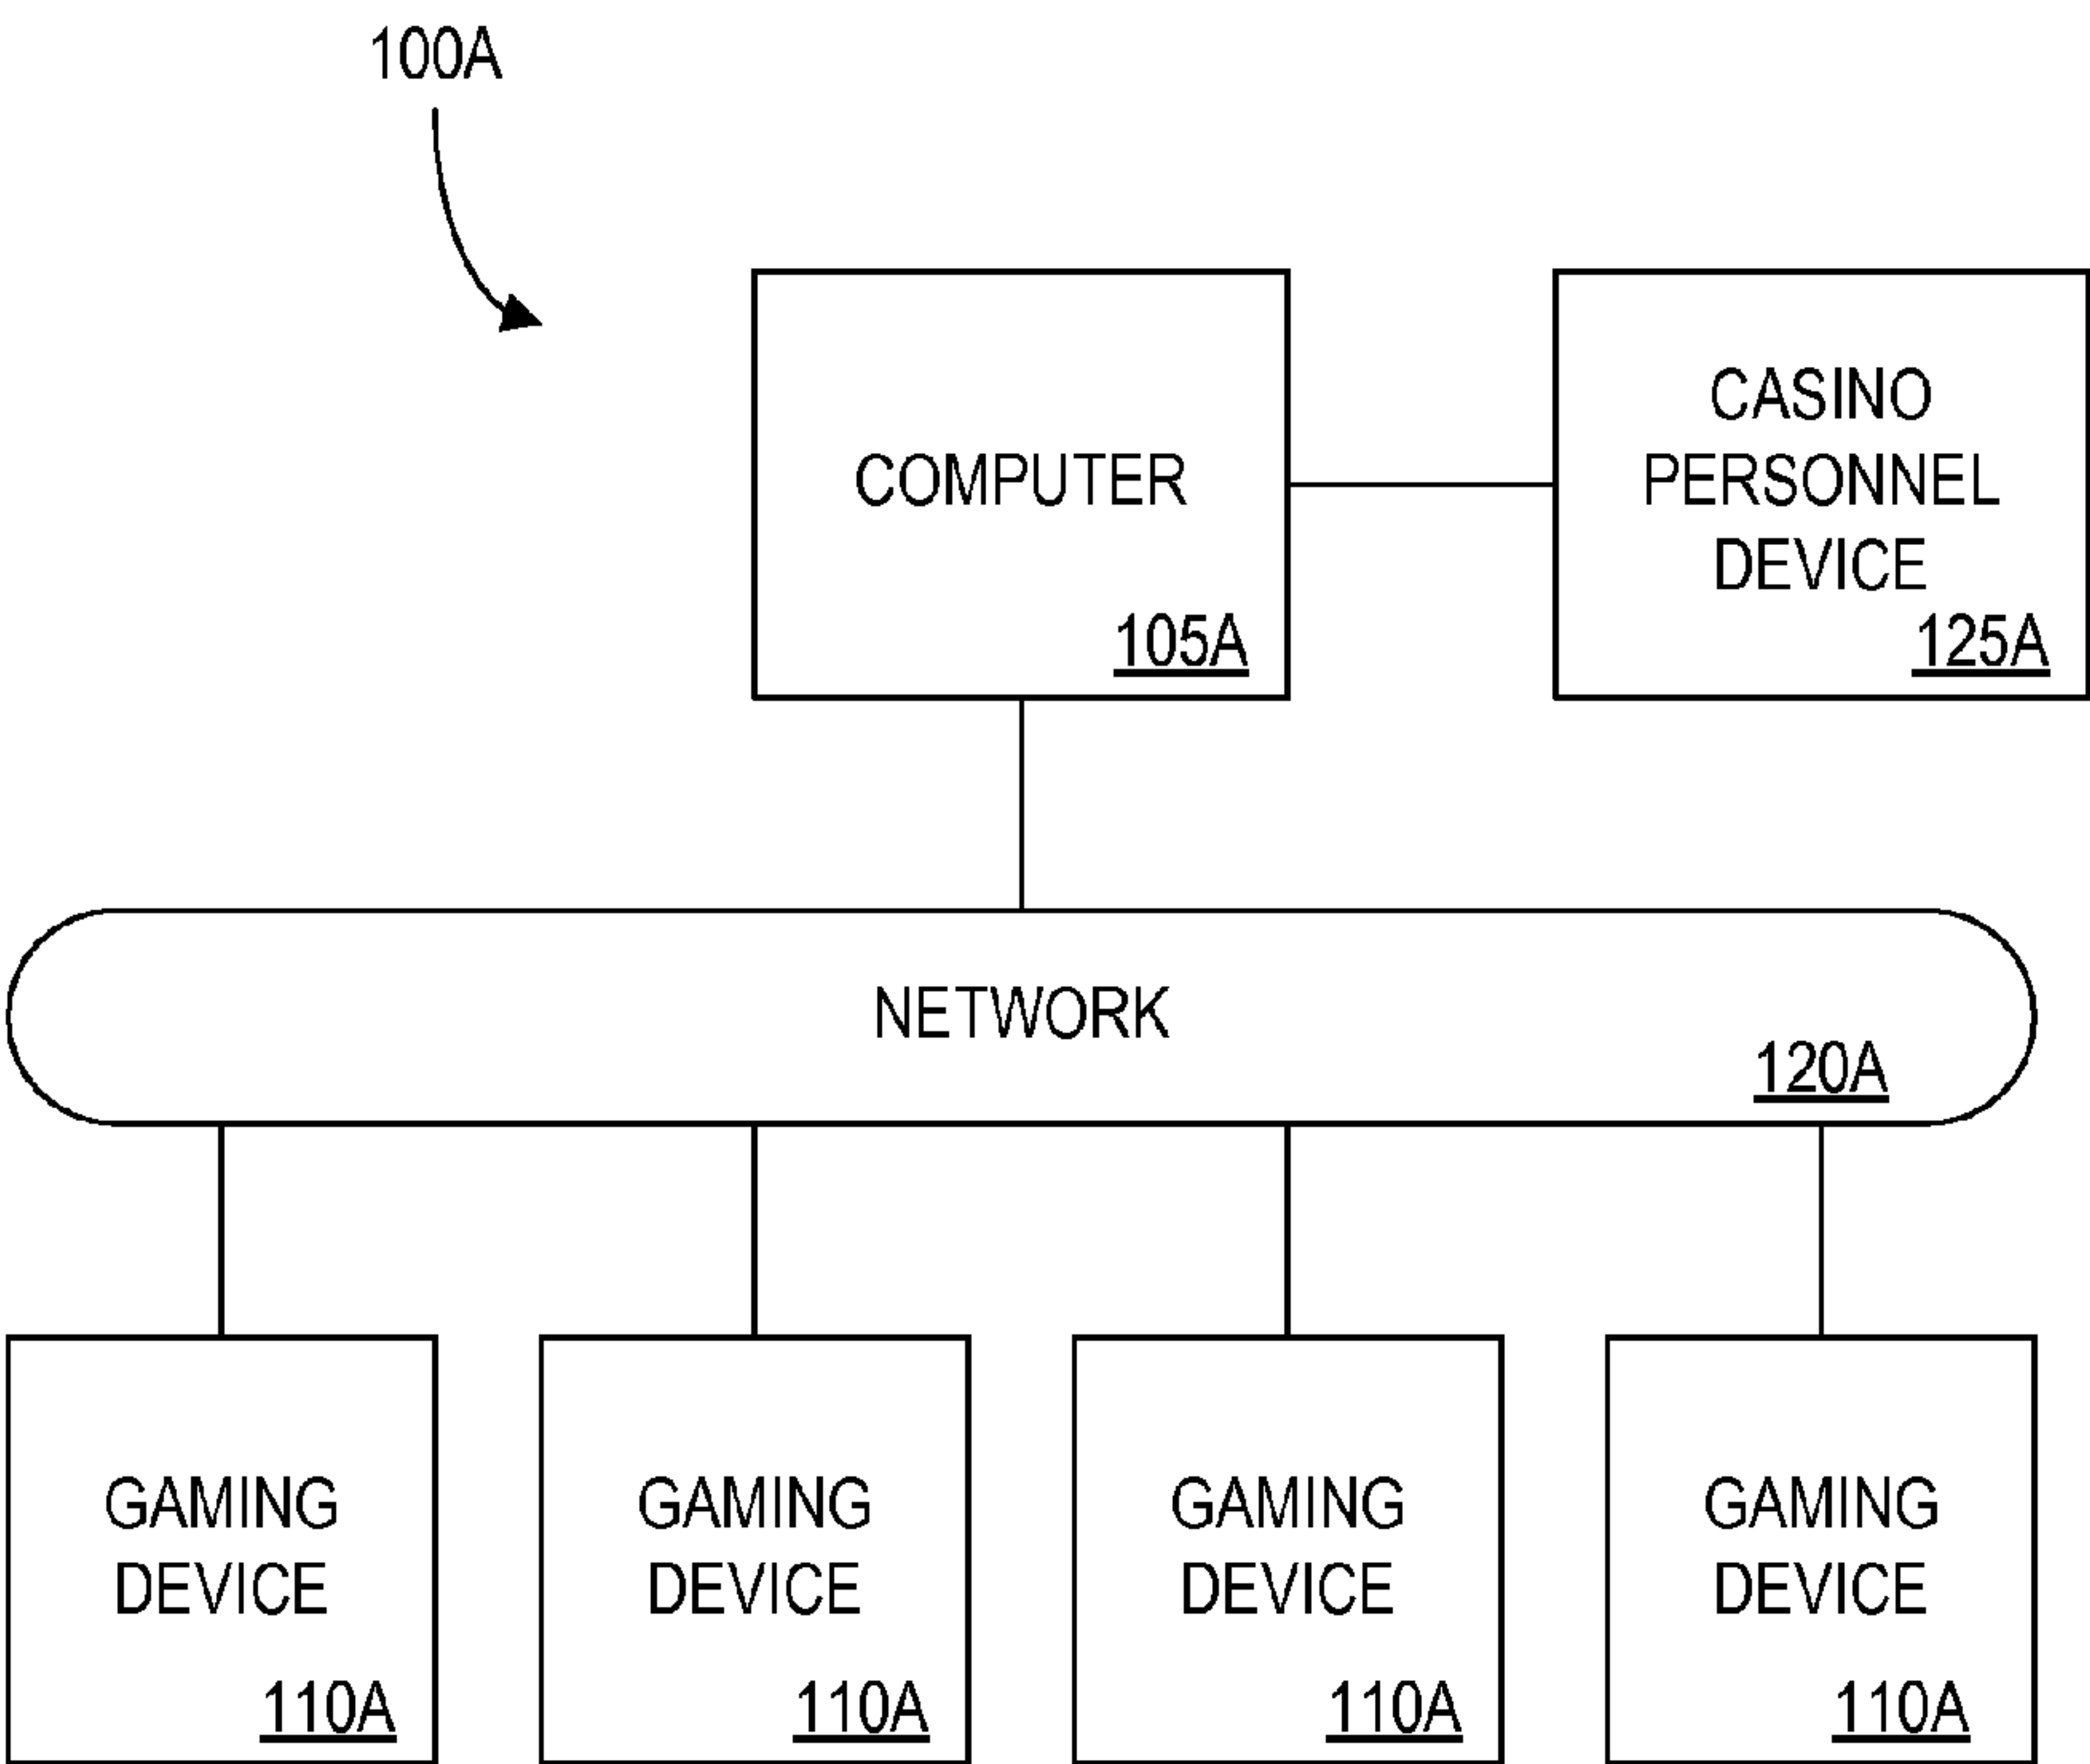 100A
COMPUTER
105A
CASINO
PERSONNEL
DEVICE
125A
NETWORK
120A
GAMING
DEVICE
110A
GAMING
DEVICE
110A
GAMING
DEVICE
110A
GAMING
DEVICE
110A